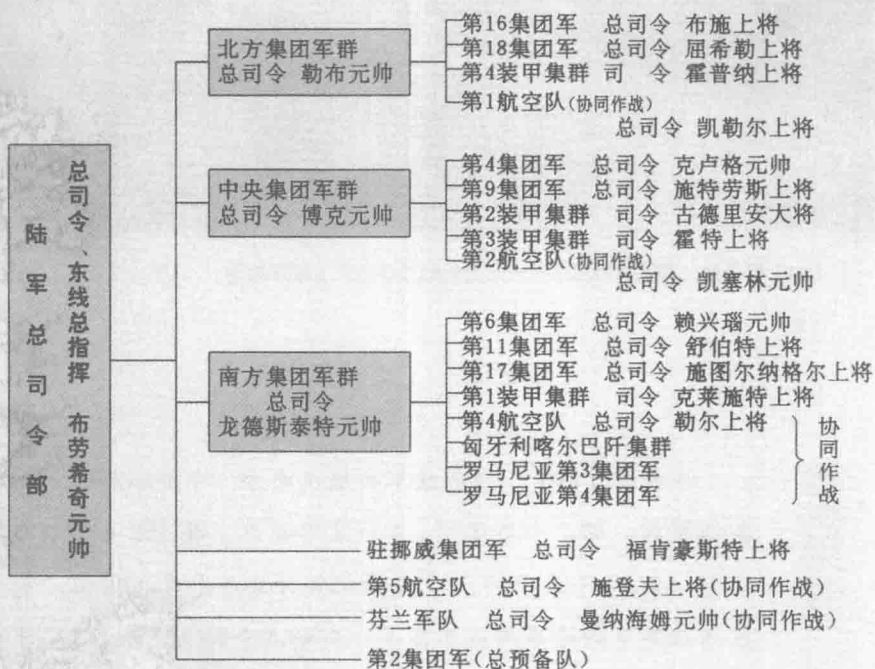 陆军总司令部
总司令、东线总指挥 布劳希奇元帅
北方集团军群
总司令 勒布元帅
第16集团军 总司令 布施上将
第18集团军 总司令 屈希勒上将
第4装甲集群 司 令 霍普纳上将
第1航空队(协同作战)
总司令 凯勒尔上将
中央集团军群
总司令 博克元帅
第4集团军 总司令 克卢格元帅
第9集团军 总司令 施特劳斯上将
第2装甲集群 司令 古德里安大将
第3装甲集群 司令 霍特上将
第2航空队(协同作战)
总司令 凯塞林元帅
南方集团军群
总司令
龙德斯泰特元帅
第6集团军 总司令 赖兴瑙元帅
第11集团军 总司令 舒伯特上将
第17集团军 总司令 施图尔纳格尔上将
第1装甲集群 司令 克莱施特上将
第4航空队 总司令 勒尔上将
匈牙利喀尔巴阡集群
罗马尼亚第3集团军
罗马尼亚第4集团军
协同作战
驻挪威集团军 总司令 福肯豪斯特上将
第5航空队 总司令 施登夫上将(协同作战)
芬兰军队 总司令 曼纳海姆元帅(协同作战)
第2集团军(总预备队)